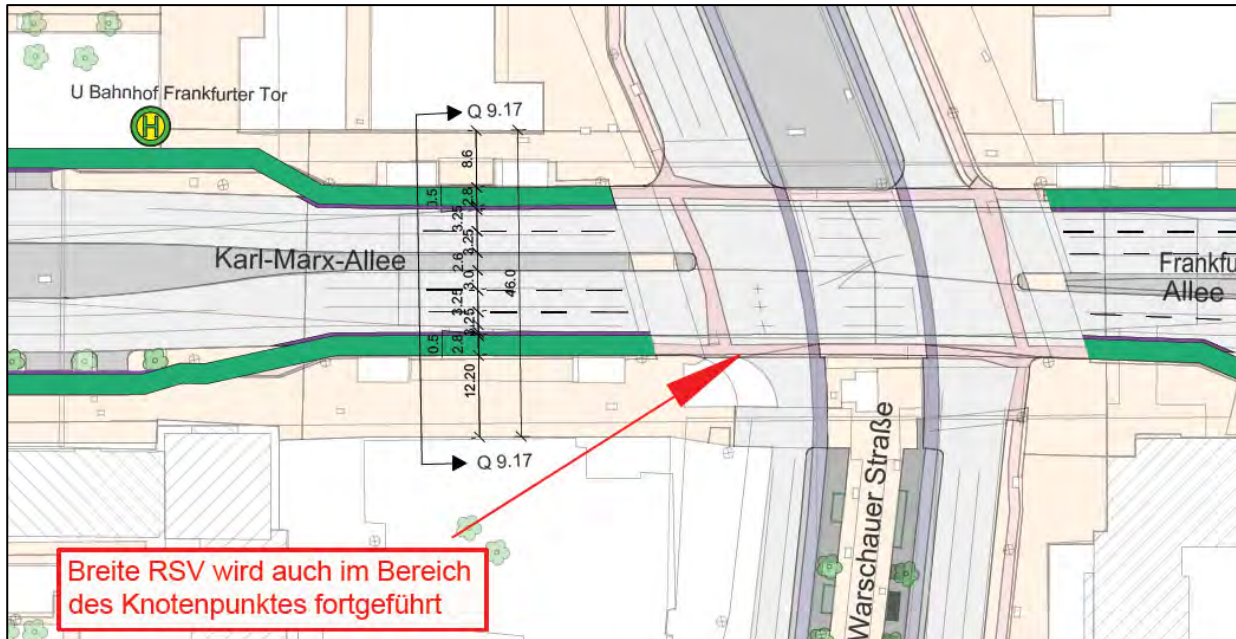 U Bahnhof Frankfurter Tor
H
Q 9.17
8.6
0.5
2.8
3.25
3.25
2.6
3.0
46.0
3.25
3.25
0.5
2.8
12.20
Karl-Marx-Allee
Frankfu
Allee
Q 9.17
Warschauer Straße
Breite RSV wird auch im Bereich
des Knotenpunktes fortgeführt